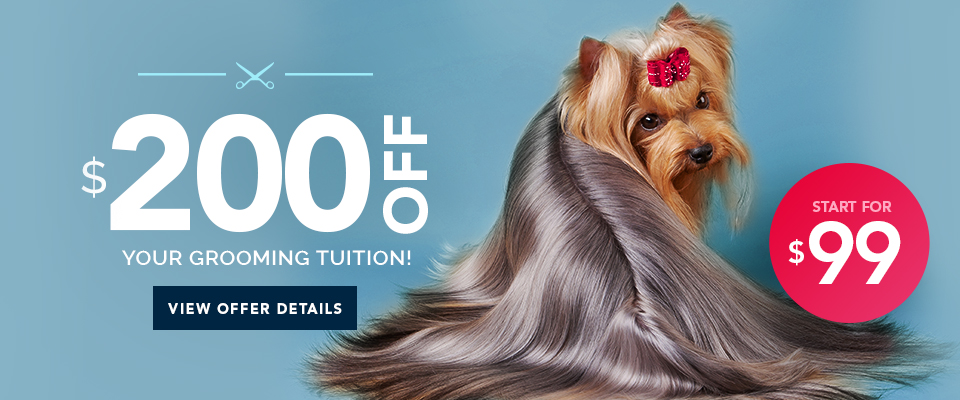 $200 OFF
YOUR GROOMING TUITION!
VIEW OFFER DETAILS
START FOR
$99